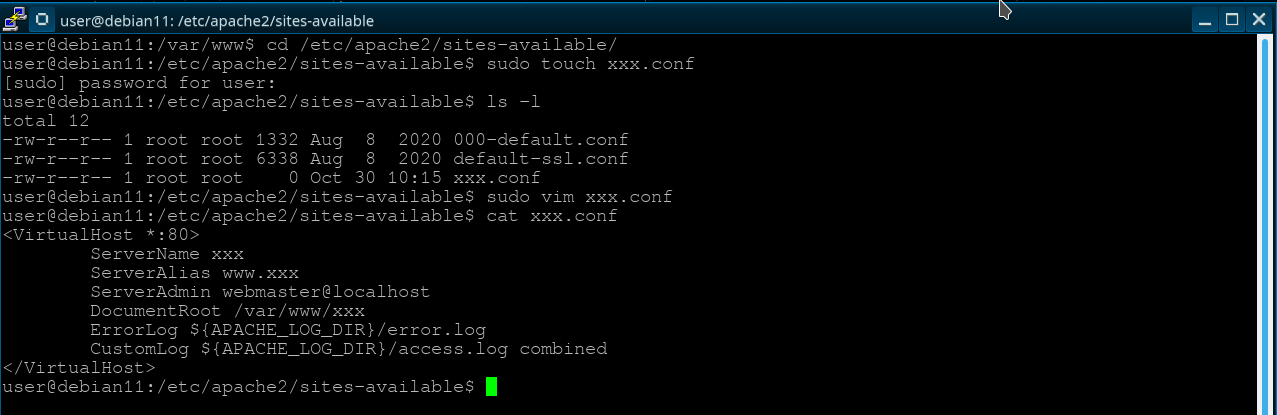 user@debian11: /etc/apache2/sites-available
user@debian11:/var/www$ cd /etc/apache2/sites-available/
user@debian11:/etc/apache2/sites-available$ sudo touch xxx.conf
[sudo] password for user:
user@debian11:/etc/apache2/sites-available$ ls -l
total 12
-rw-r--r-- 1 root root 1332 Aug  8  2020 000-default.conf
-rw-r--r-- 1 root root 6338 Aug  8  2020 default-ssl.conf
-rw-r--r-- 1 root root    0 Oct 30 10:15 xxx.conf
user@debian11:/etc/apache2/sites-available$ sudo vim xxx.conf
user@debian11:/etc/apache2/sites-available$ cat xxx.conf
<VirtualHost *:80>
        ServerName xxx
        ServerAlias www.xxx
        ServerAdmin webmaster@localhost
        DocumentRoot /var/www/xxx
        ErrorLog ${APACHE_LOG_DIR}/error.log
        CustomLog ${APACHE_LOG_DIR}/access.log combined
</VirtualHost>
user@debian11:/etc/apache2/sites-available$